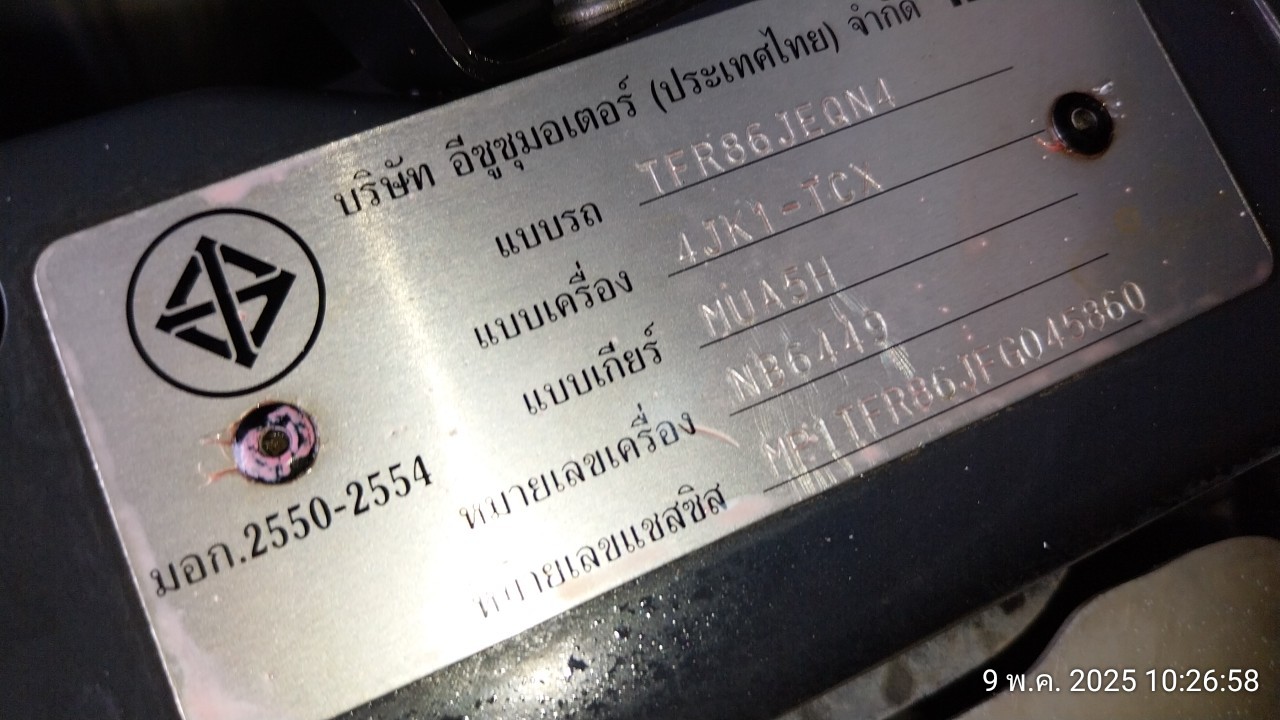 บริษัท อีซูซุมอเตอร์ (ประเทศไทย) จำกัด
แบบรถ TFR86JEQN4
แบบเครื่อง 4JK1-TCX
แบบเกียร์ MUA5H
หมายเลขเครื่อง NB6449
หมายเลขแชสซิส MP1TFR86JFG045860
มอก.2550-2554
9 พ.ค. 2025 10:26:58